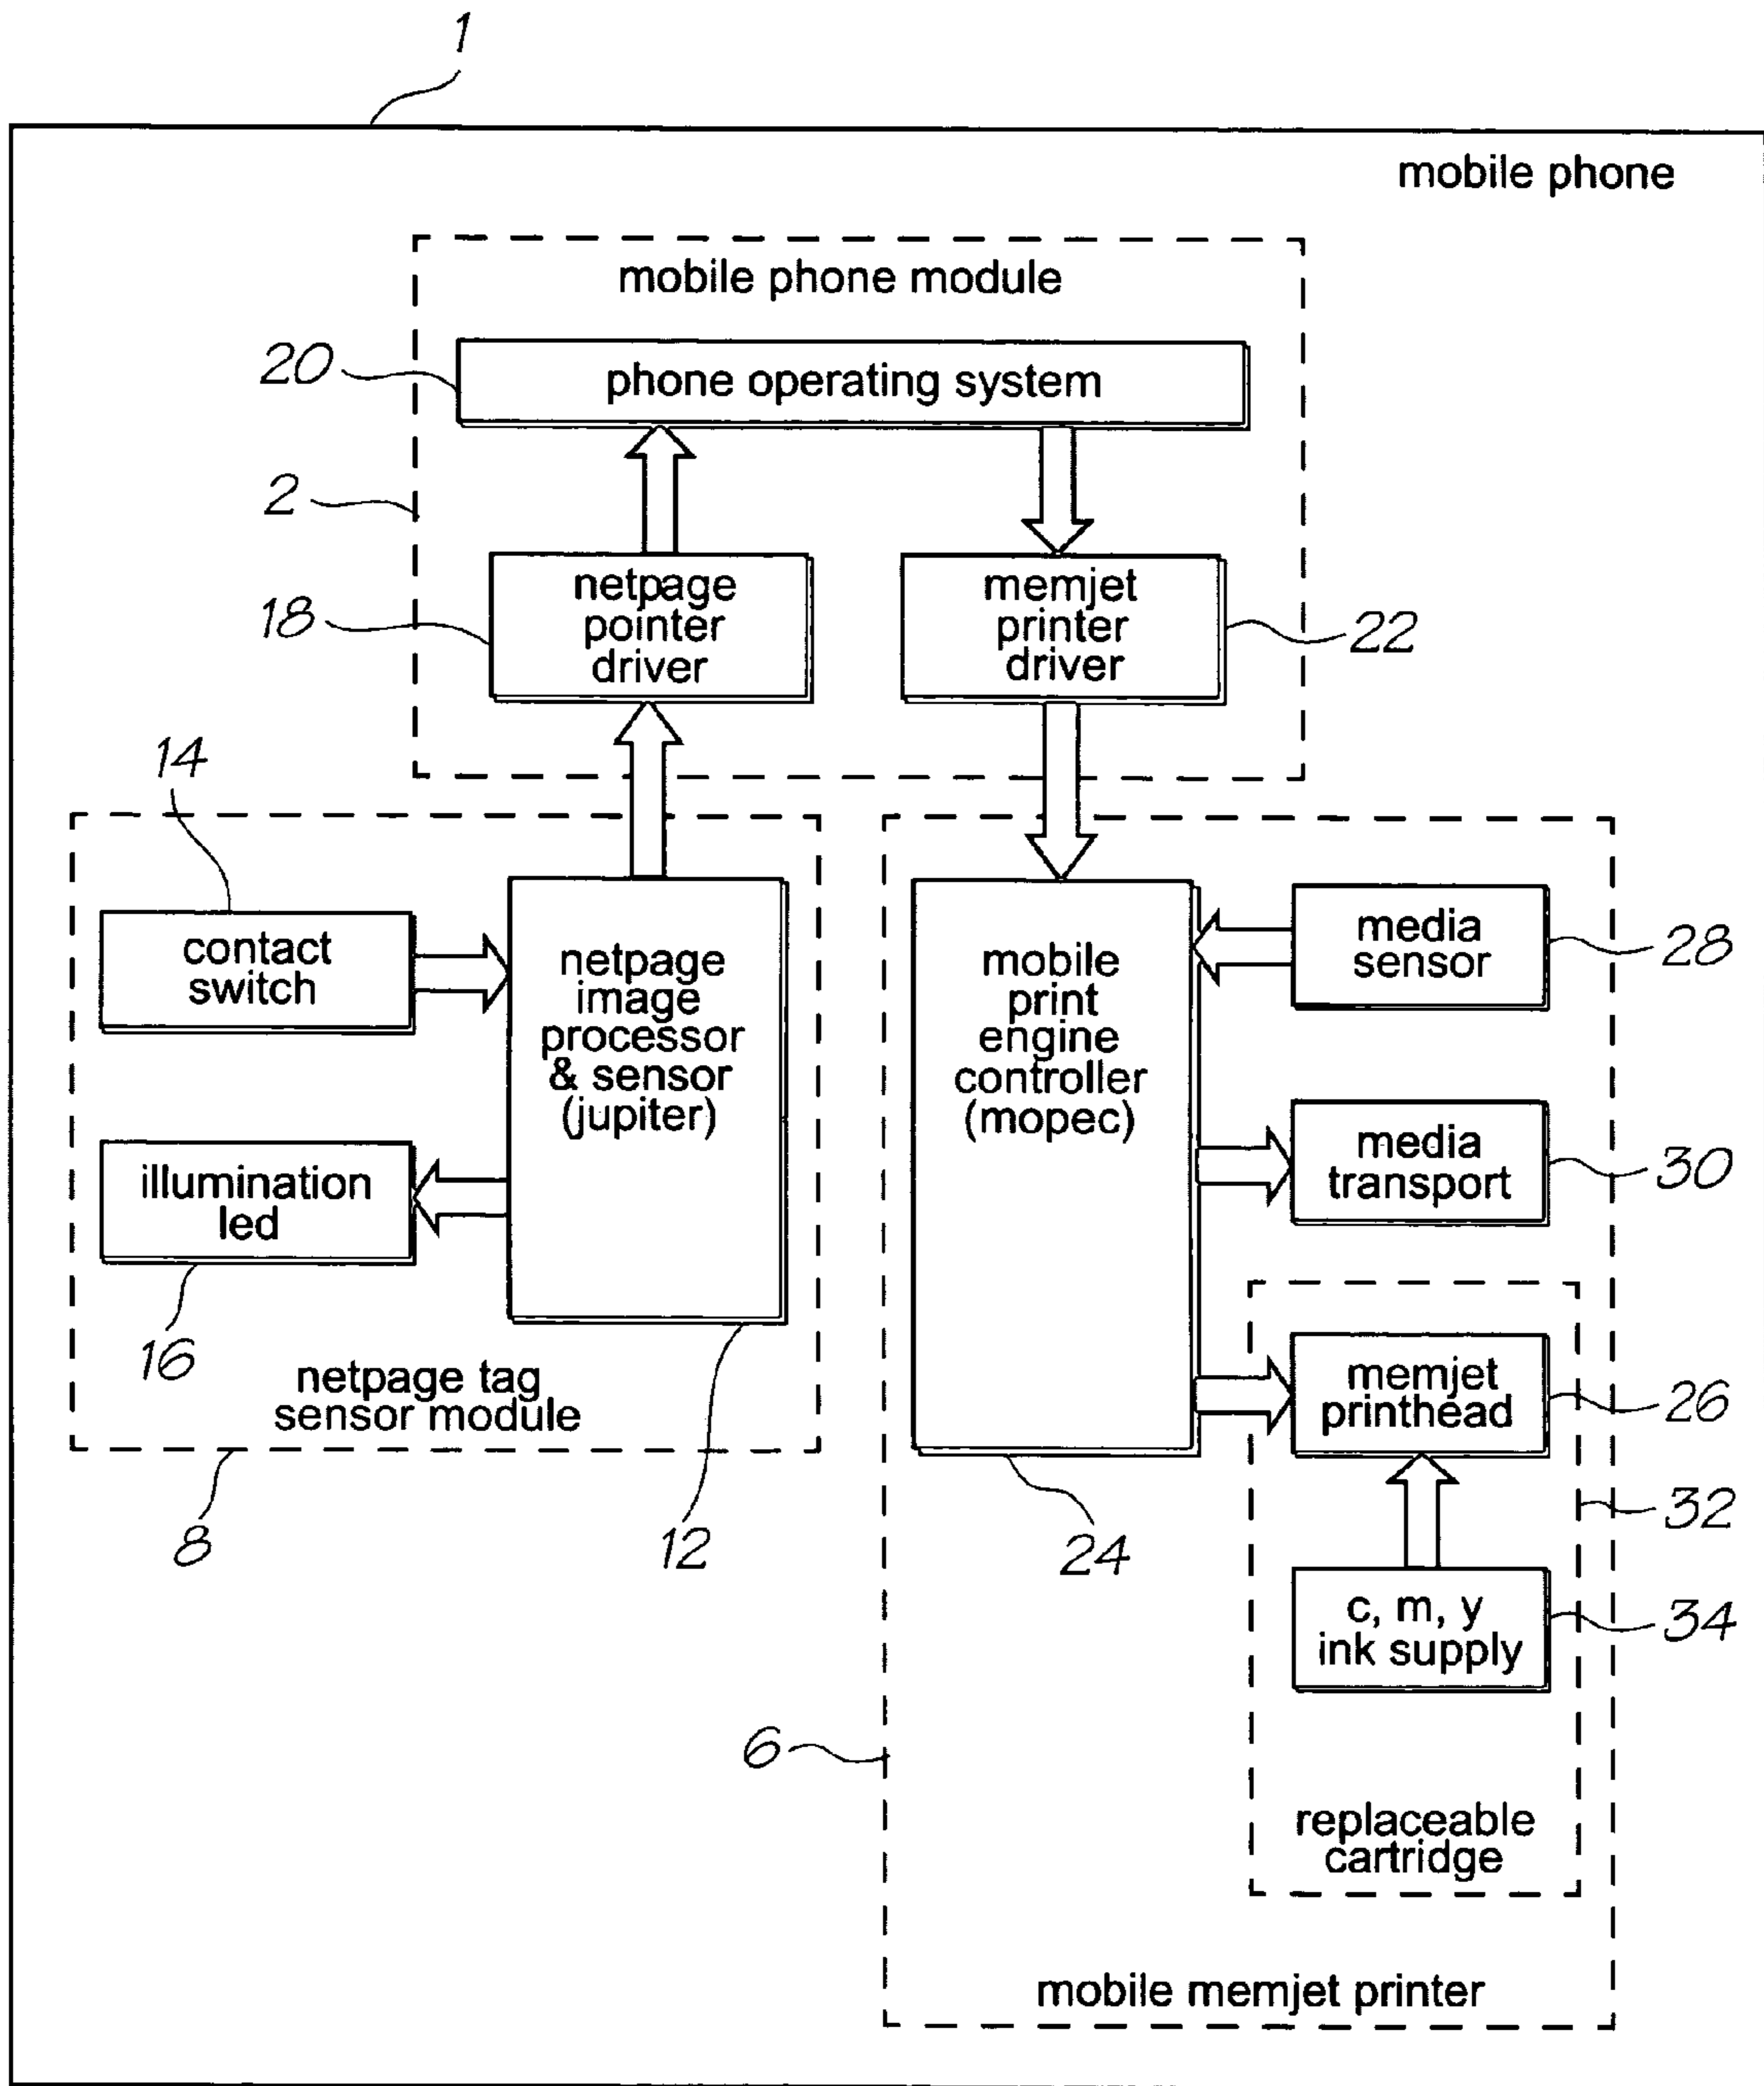 1
mobile phone
mobile phone module
20
phone operating system
2
18
netpage
pointer
driver
memjet
printer
driver
22
14
contact
switch
netpage
image
processor
& sensor
(jupiter)
illumination
led
16
netpage tag
sensor module
8
12
mobile
print
engine
controller
(mopec)
24
media
sensor
28
media
transport
30
memjet
printhead
26
32
c, m, y
ink supply
34
6
replaceable
cartridge
mobile memjet printer